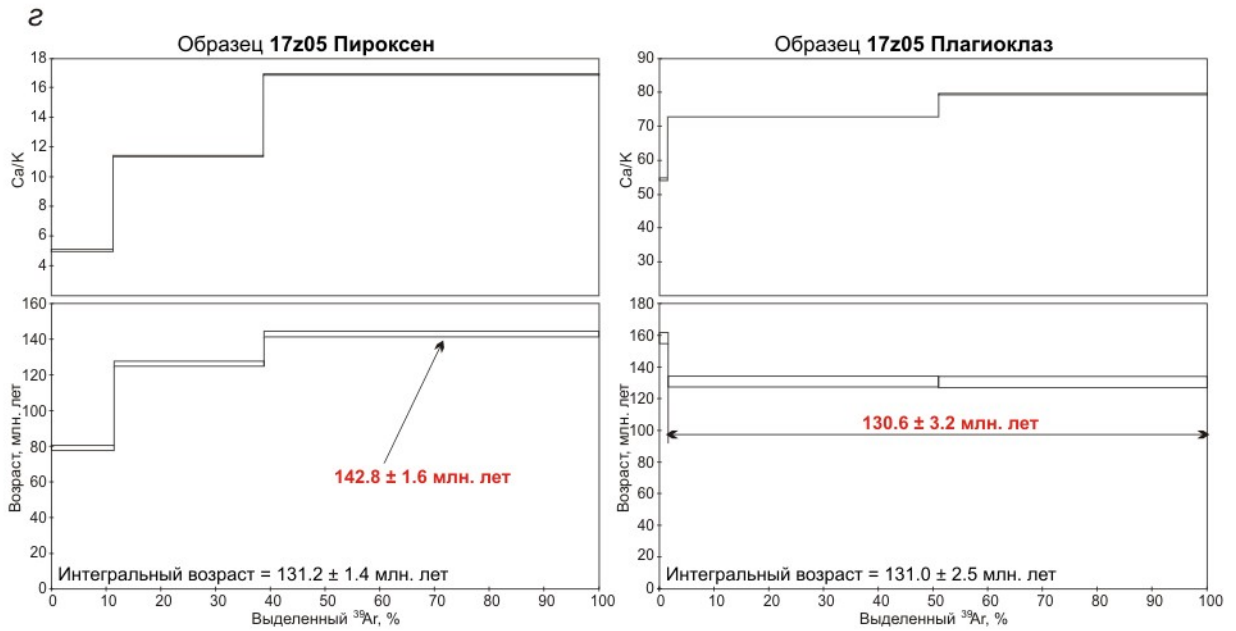 г
Образец 17z05 Пироксен
18
16
14
12
10
8
6
4
Ca/K
160
140
120
100
80
60
40
20
0
Возраст, млн. лет
142.8 ± 1.6 млн. лет
Интегральный возраст = 131.2 ± 1.4 млн. лет
0 10 20 30 40 50 60 70 80 90 100
Выделенный ³⁹Ar, %
Образец 17z05 Плагиоклаз
90
80
70
60
50
40
30
Ca/K
180
160
140
120
100
80
60
40
20
0
Возраст, млн. лет
130.6 ± 3.2 млн. лет
Интегральный возраст = 131.0 ± 2.5 млн. лет
0 10 20 30 40 50 60 70 80 90 100
Выделенный ³⁹Ar, %